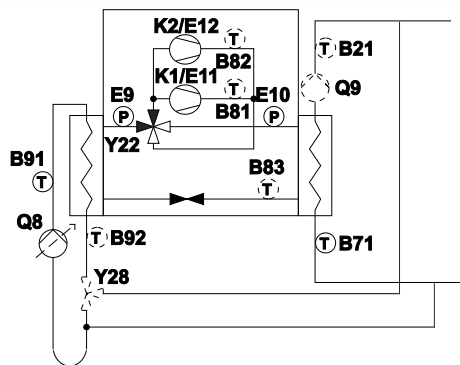 K2/E12 T
B82
K1/E11 T
B81
T B21
Q9
E9
P
E10
P
Y22
B91
T
B83
T
Q8
T B92
T B71
Y28